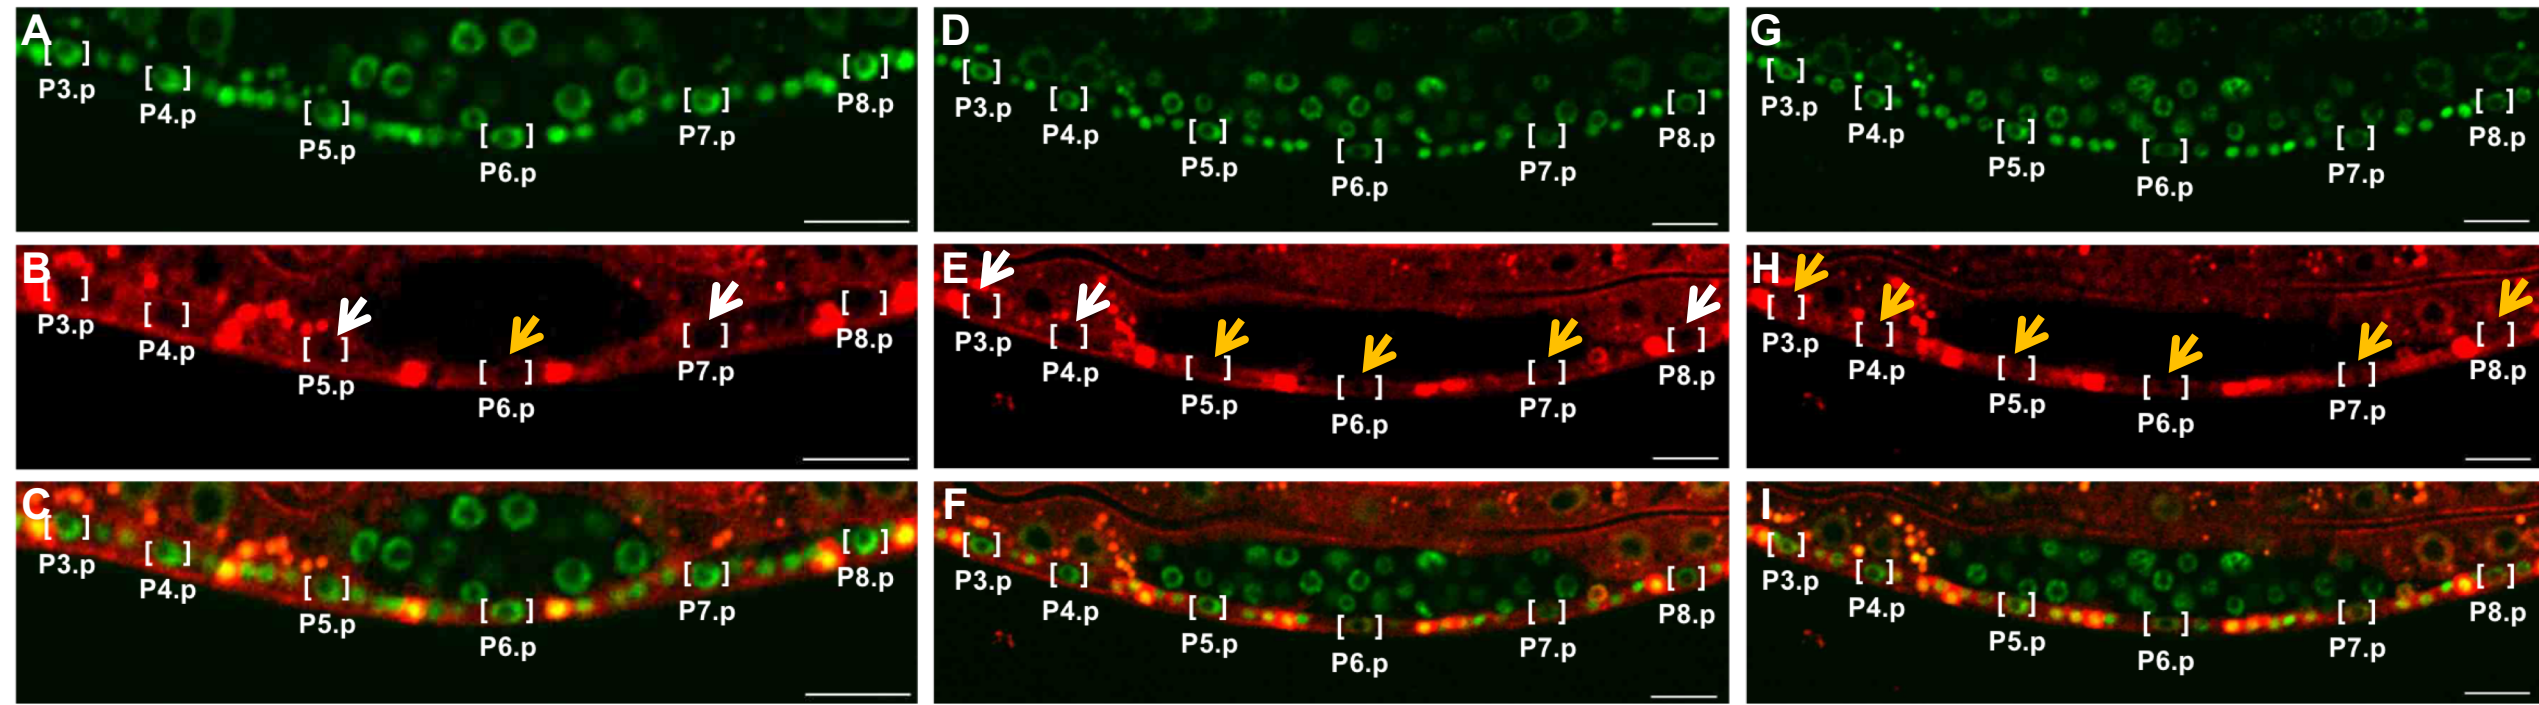 A
[ ] [ ] [ ] [ ] [ ] [ ]
P3.p P4.p P5.p P6.p P7.p P8.p
D
[ ] [ ] [ ] [ ] [ ] [ ]
P3.p P4.p P5.p P6.p P7.p P8.p
G
[ ] [ ] [ ] [ ] [ ] [ ]
P3.p P4.p P5.p P6.p P7.p P8.p
B
[ ] [ ] [ ] [ ] [ ] [ ]
P3.p P4.p P5.p P6.p P7.p P8.p
E
[ ] [ ] [ ] [ ] [ ] [ ]
P3.p P4.p P5.p P6.p P7.p P8.p
H
[ ] [ ] [ ] [ ] [ ] [ ]
P3.p P4.p P5.p P6.p P7.p P8.p
C
[ ] [ ] [ ] [ ] [ ] [ ]
P3.p P4.p P5.p P6.p P7.p P8.p
F
[ ] [ ] [ ] [ ] [ ] [ ]
P3.p P4.p P5.p P6.p P7.p P8.p
I
[ ] [ ] [ ] [ ] [ ] [ ]
P3.p P4.p P5.p P6.p P7.p P8.p